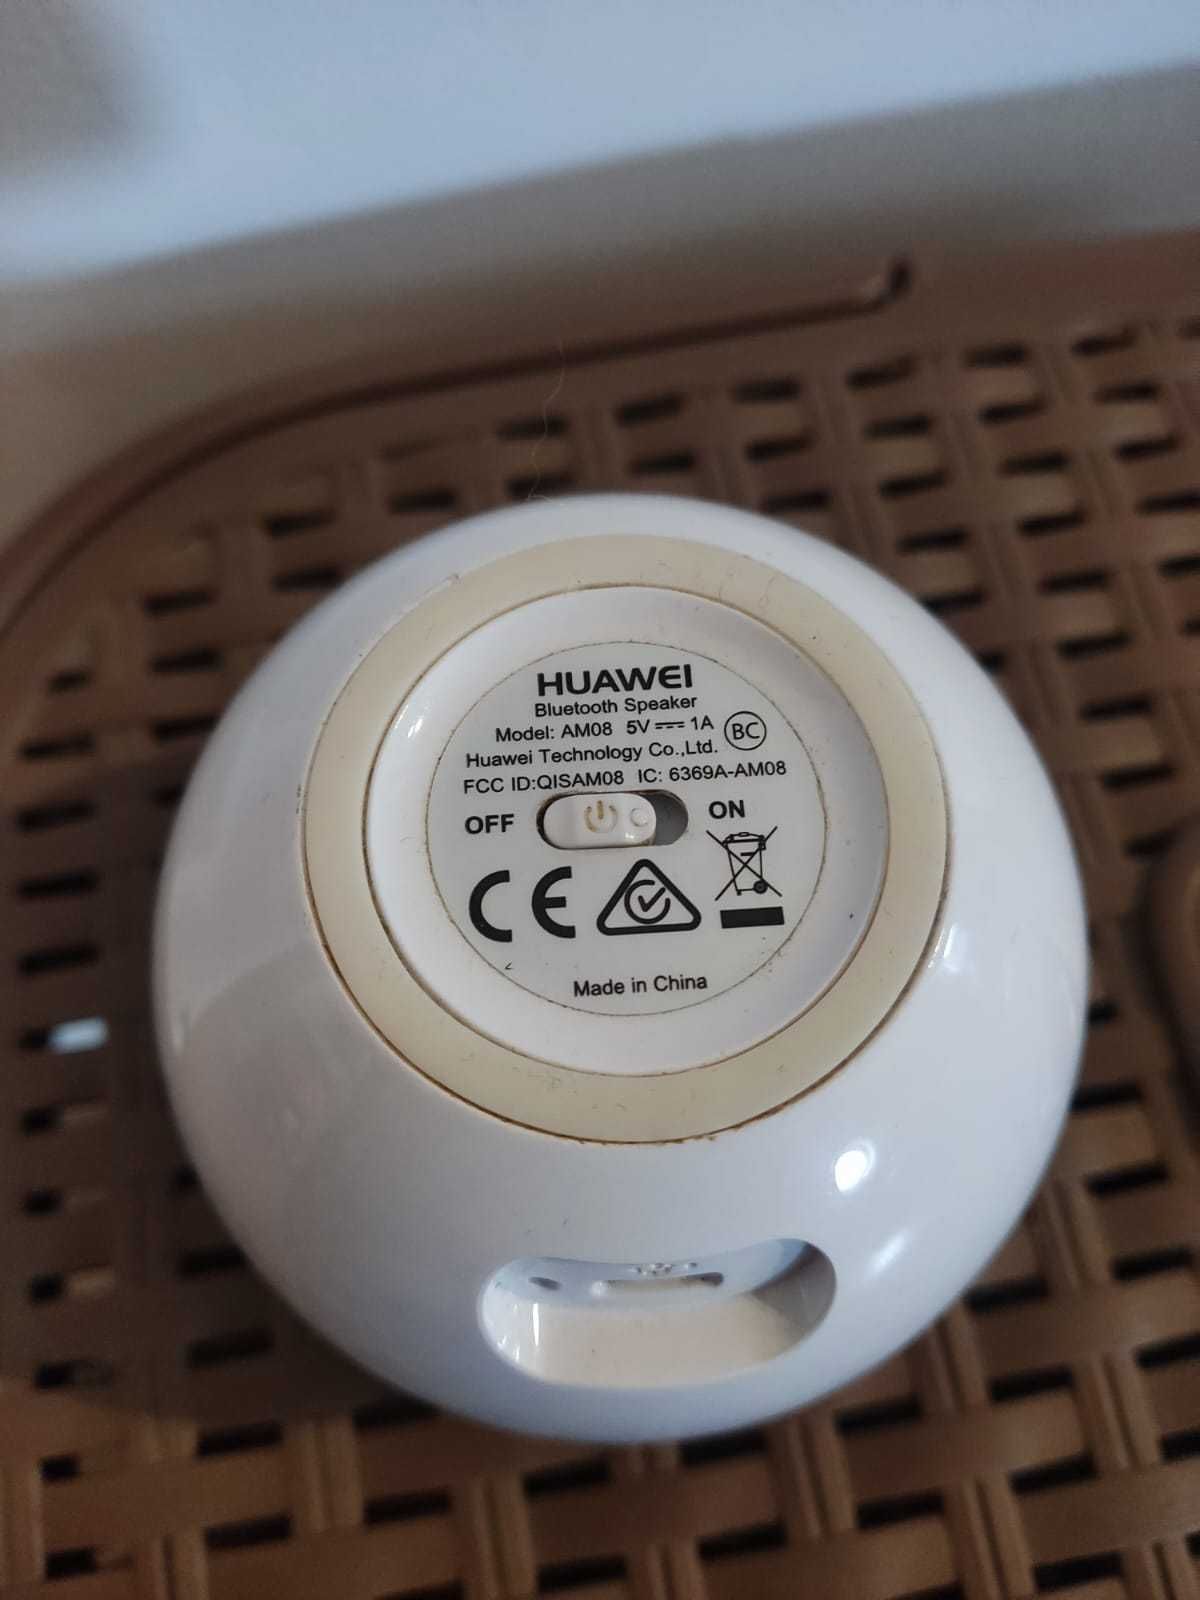 HUAWEI
Bluetooth Speaker
Model: AM08 5V⎓1A BC
Huawei Technology Co.,Ltd.
FCC ID:QISAM08 IC: 6369A-AM08
OFF ON
CE
Made in China